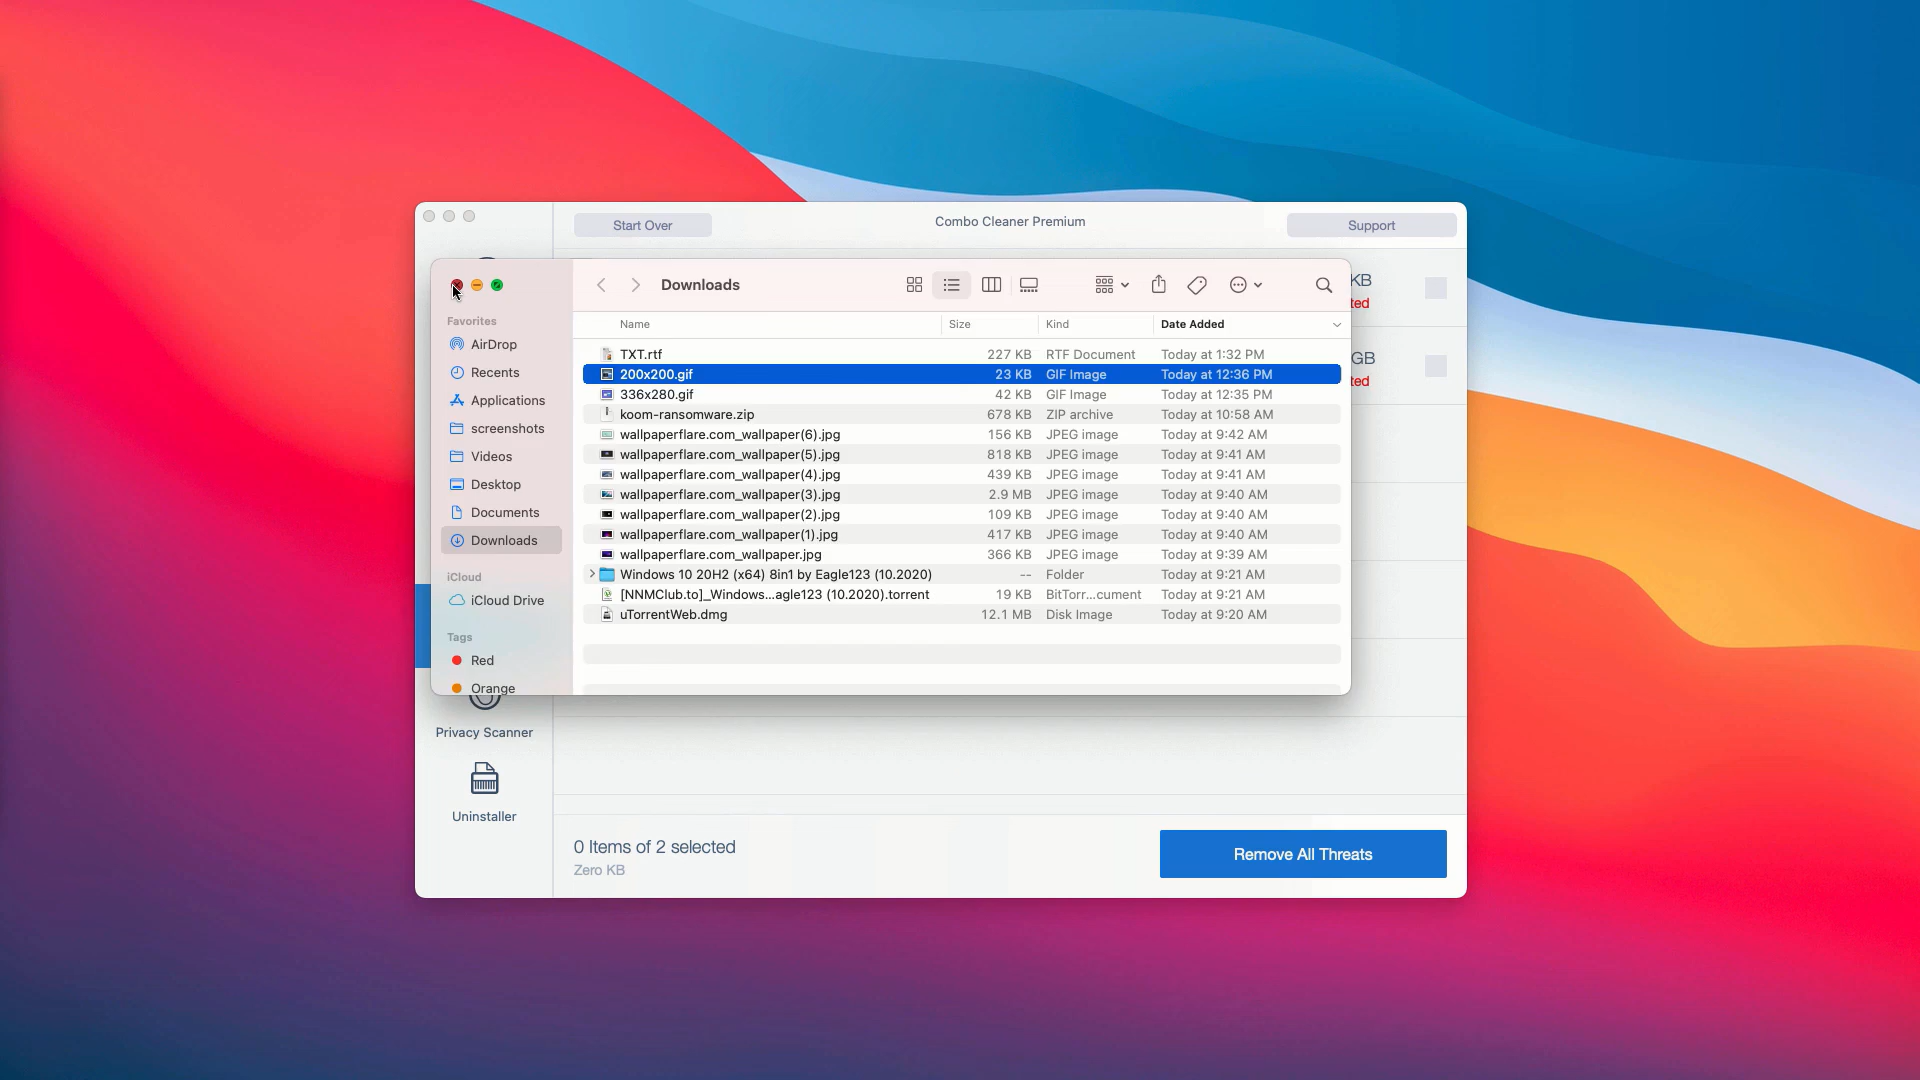 Start Over
Combo Cleaner Premium
Support
Downloads
Favorites
AirDrop
Recents
Applications
screenshots
Videos
Desktop
Documents
Downloads
iCloud
iCloud Drive
Tags
Red
Orange
Name Size Kind Date Added
TXT.rtf 227 KB RTF Document Today at 1:32 PM
200x200.gif 23 KB GIF Image Today at 12:36 PM
336x280.gif 42 KB GIF Image Today at 12:35 PM
koom-ransomware.zip 678 KB ZIP archive Today at 10:58 AM
wallpaperflare.com_wallpaper(6).jpg 156 KB JPEG image Today at 9:42 AM
wallpaperflare.com_wallpaper(5).jpg 818 KB JPEG image Today at 9:41 AM
wallpaperflare.com_wallpaper(4).jpg 439 KB JPEG image Today at 9:41 AM
wallpaperflare.com_wallpaper(3).jpg 2.9 MB JPEG image Today at 9:40 AM
wallpaperflare.com_wallpaper(2).jpg 109 KB JPEG image Today at 9:40 AM
wallpaperflare.com_wallpaper(1).jpg 417 KB JPEG image Today at 9:40 AM
wallpaperflare.com_wallpaper.jpg 366 KB JPEG image Today at 9:39 AM
Windows 10 20H2 (x64) 8in1 by Eagle123 (10.2020) -- Folder Today at 9:21 AM
[NNMClub.to]_Windows...agle123 (10.2020).torrent 19 KB BitTorr...cument Today at 9:21 AM
uTorrentWeb.dmg 12.1 MB Disk Image Today at 9:20 AM
KB
ted
GB
ted
Privacy Scanner
Uninstaller
0 Items of 2 selected
Zero KB
Remove All Threats